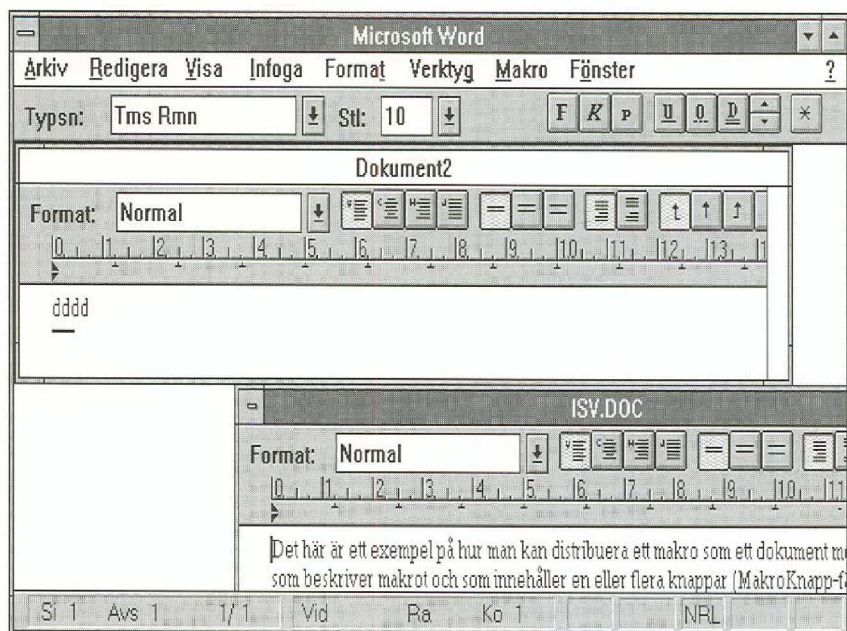 Microsoft Word
Arkiv Redigera Visa Infoga Format Verktyg Makro Fönster ?
Typsn: Tms Rmn Stl: 10 F K P U O D *
Dokument2
Format: Normal
0 1 2 3 4 5 6 7 8 9 10 11 12 13 1
dddd
ISV.DOC
Format: Normal
0 1 2 3 4 5 6 7 8 9 10 11
Det här är ett exempel på hur man kan distribuera ett makro som ett dokument me
som beskriver makrot och som innehåller en eller flera knappar (MakroKnapp-fä
Si 1 Avs 1 1/ 1 Vid Ra Ko 1 NRL